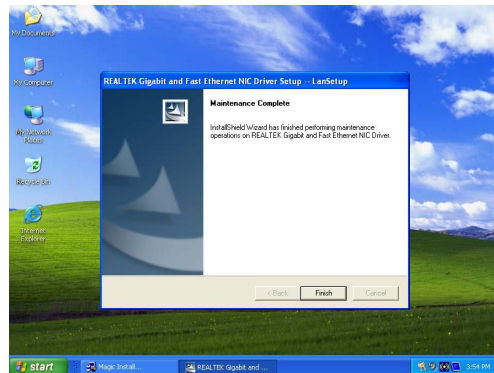 My Documents
My Computer
My Network
Places
Recycle Bin
Internet
Explorer
REALTEK Gigabit and Fast Ethernet NIC Driver Setup -- LanSetup
Maintenance Complete
InstallShield Wizard has finished performing maintenance
operations on REALTEK Gigabit and Fast Ethernet NIC Driver.
< Back
Finish
Cancel
start
Magic Install...
REALTEK Gigabit and ...
3:54 PM